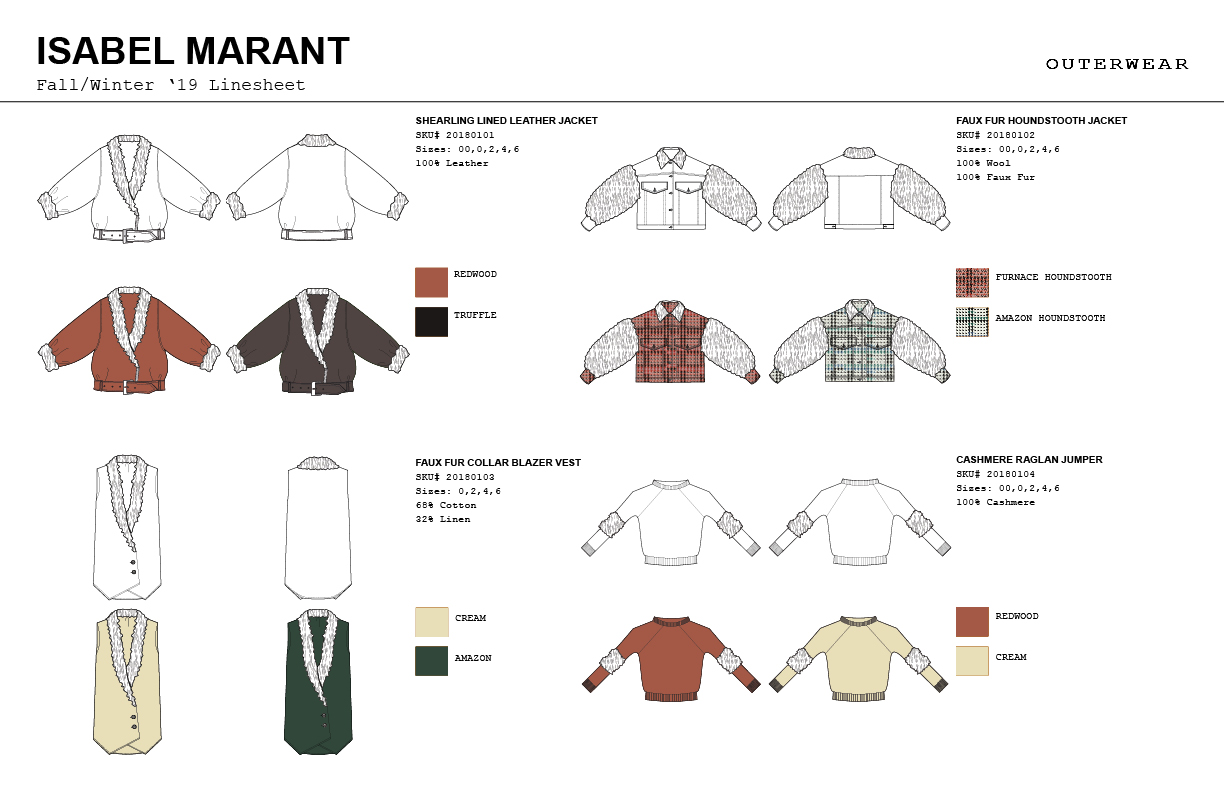 ISABEL MARANT
Fall/Winter ‘19 Linesheet
OUTERWEAR
SHEARLING LINED LEATHER JACKET
SKU# 20180101
Sizes: 00,0,2,4,6
100% Leather
REDWOOD
TRUFFLE
FAUX FUR HOUNDSTOOTH JACKET
SKU# 20180102
Sizes: 00,0,2,4,6
100% Wool
100% Faux Fur
FURNACE HOUNDSTOOTH
AMAZON HOUNDSTOOTH
FAUX FUR COLLAR BLAZER VEST
SKU# 20180103
Sizes: 0,2,4,6
68% Cotton
32% Linen
CREAM
AMAZON
CASHMERE RAGLAN JUMPER
SKU# 20180104
Sizes: 00,0,2,4,6
100% Cashmere
REDWOOD
CREAM